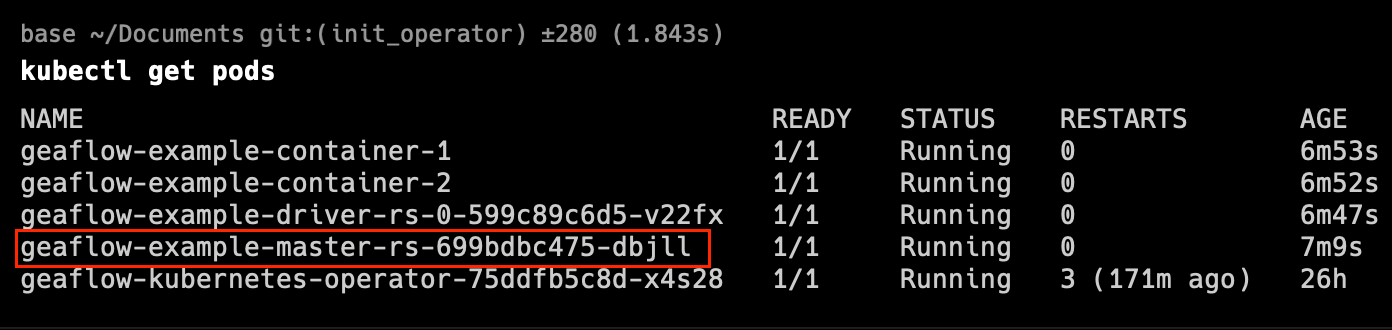 base ~/Documents git:(init_operator) ±280 (1.843s)
kubectl get pods
NAME READY STATUS RESTARTS AGE
geaflow-example-container-1 1/1 Running 0 6m53s
geaflow-example-container-2 1/1 Running 0 6m52s
geaflow-example-driver-rs-0-599c89c6d5-v22fx 1/1 Running 0 6m47s
geaflow-example-master-rs-699bdbc475-dbjll 1/1 Running 0 7m9s
geaflow-kubernetes-operator-75ddfb5c8d-x4s28 1/1 Running 3 (171m ago) 26h